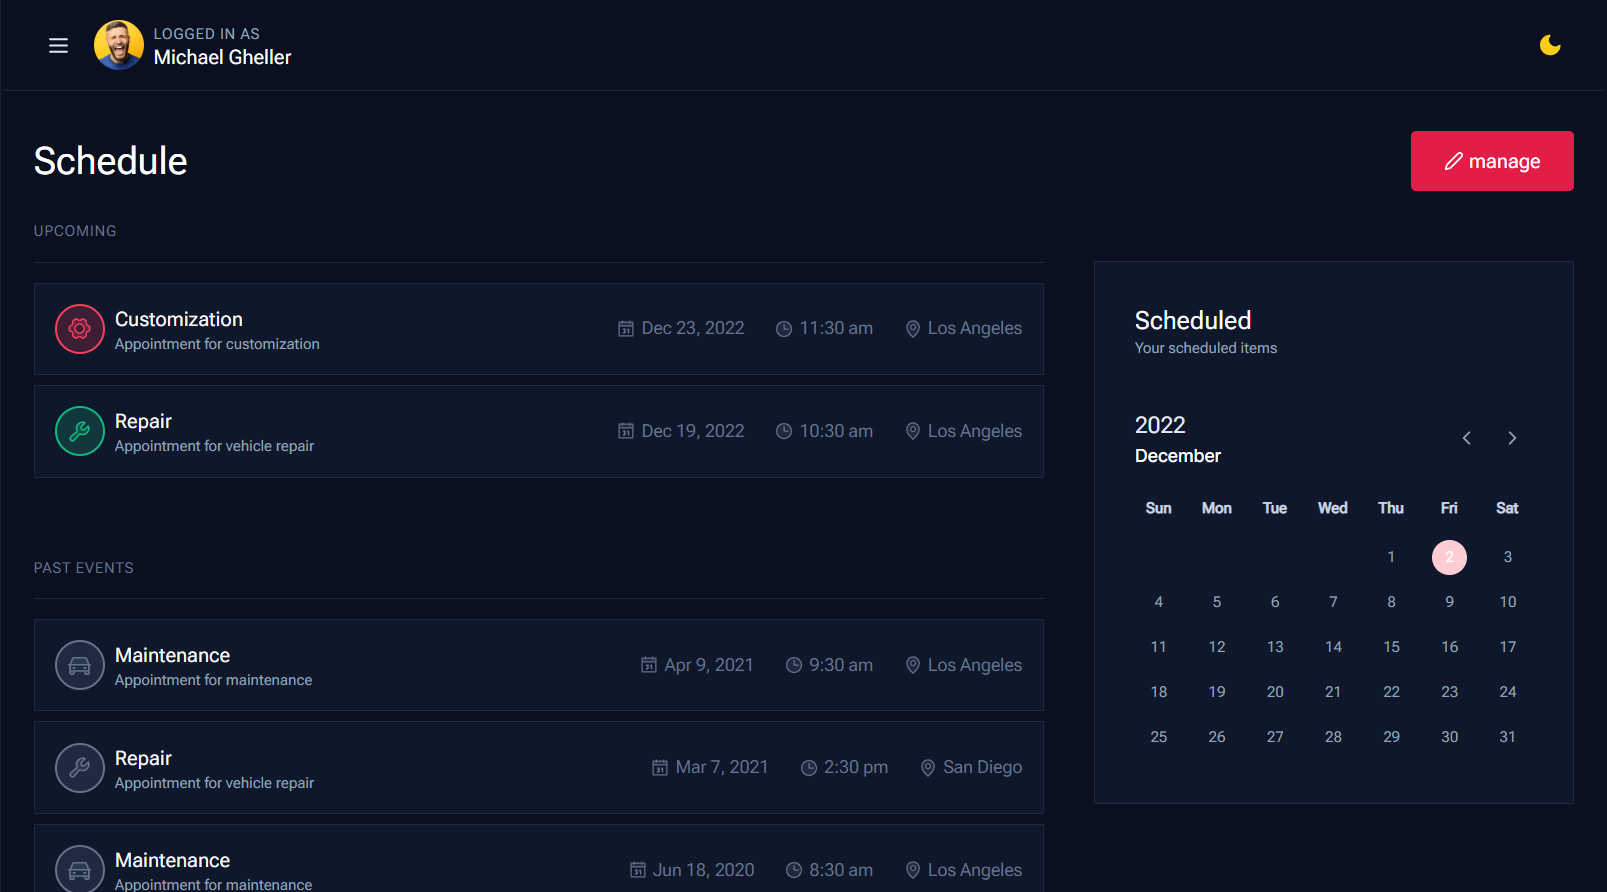 LOGGED IN AS
Michael Gheller
Schedule
manage
UPCOMING
Customization
Appointment for customization
31 Dec 23, 2022 11:30 am Los Angeles
Repair
Appointment for vehicle repair
31 Dec 19, 2022 10:30 am Los Angeles
PAST EVENTS
Maintenance
Appointment for maintenance
31 Apr 9, 2021 9:30 am Los Angeles
Repair
Appointment for vehicle repair
31 Mar 7, 2021 2:30 pm San Diego
Maintenance
Appointment for maintenance
31 Jun 18, 2020 8:30 am Los Angeles
Scheduled
Your scheduled items
2022
December
Sun Mon Tue Wed Thu Fri Sat
1 2 3
4 5 6 7 8 9 10
11 12 13 14 15 16 17
18 19 20 21 22 23 24
25 26 27 28 29 30 31